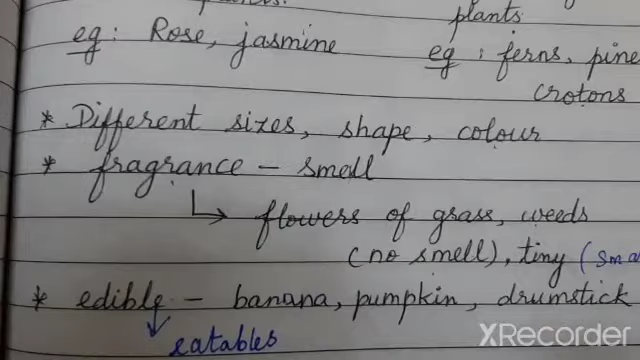 plants
eg: Rose, jasmine
eg: ferns, pine
crotons
* Different sizes, shape, colour
* fragrance - smell
flowers of grass, weeds
(no smell), tiny (sma
* edible - banana, pumpkin, drumstick
eatables
XRecorder